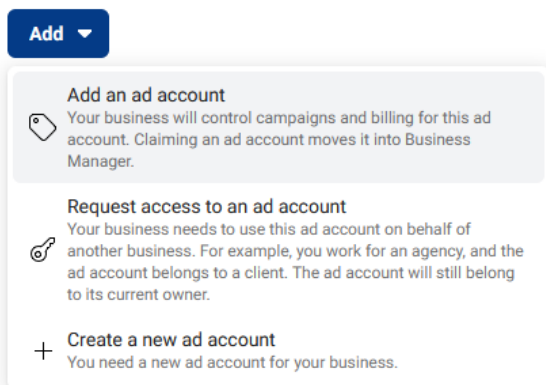 Add
Add an ad account
Your business will control campaigns and billing for this ad
account. Claiming an ad account moves it into Business
Manager.
Request access to an ad account
Your business needs to use this ad account on behalf of
another business. For example, you work for an agency, and the
ad account belongs to a client. The ad account will still belong
to its current owner.
Create a new ad account
You need a new ad account for your business.